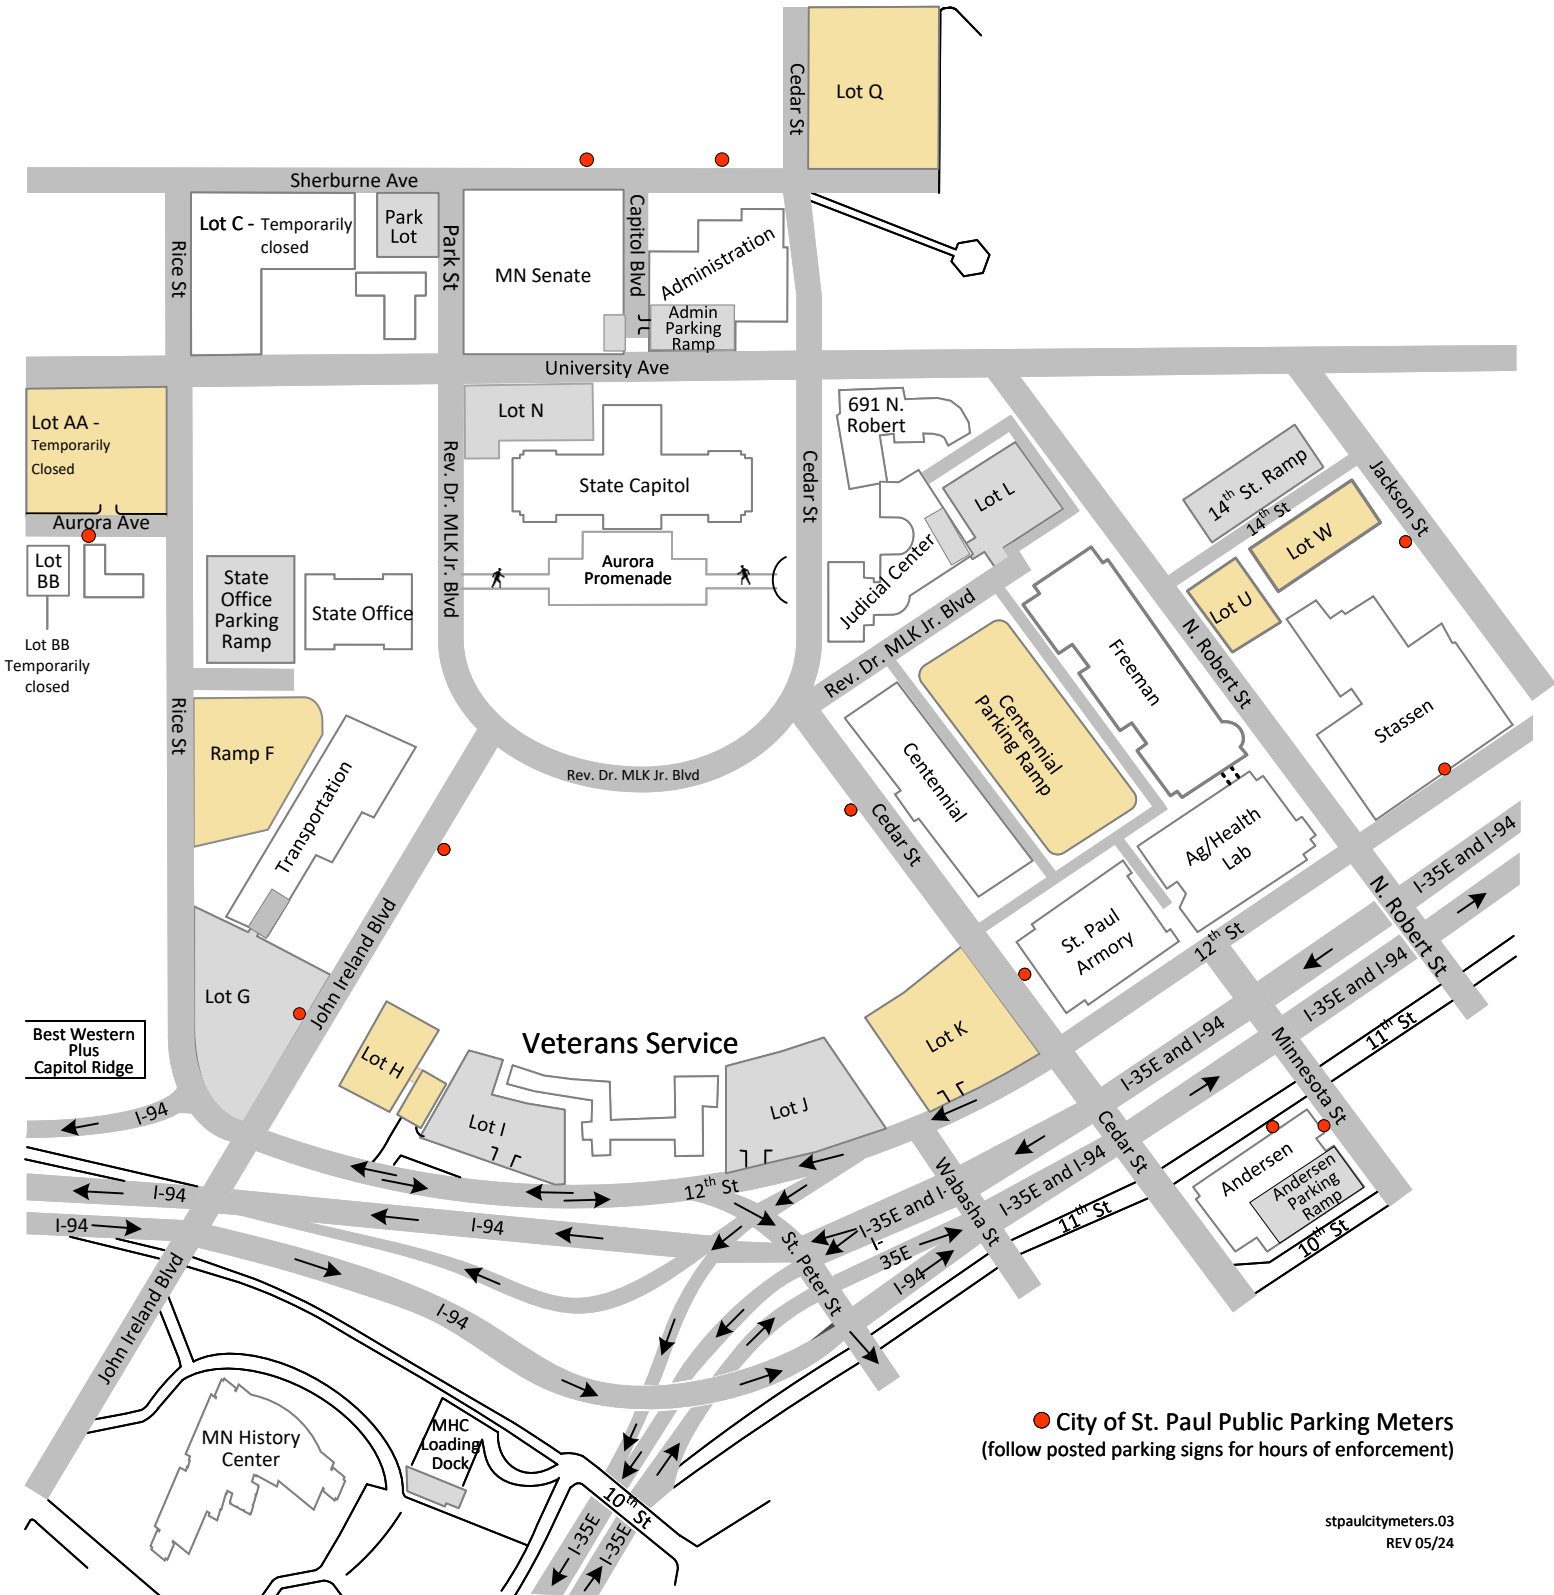 Cedar St
Lot Q
Sherburne Ave
Rice St
Lot C - Temporarily
closed
Park
Lot
Park St
MN Senate
Capitol Blvd
Administration
Admin
Parking
Ramp
University Ave
Lot AA -
Temporarily
Closed
Aurora Ave
Lot
BB
Lot BB
Temporarily
closed
State
Office
Parking
Ramp
State Office
Rev. Dr. MLK Jr. Blvd
Lot N
State Capitol
Aurora
Promenade
Cedar St
691 N.
Robert
Lot L
Judicial Center
Rev. Dr. MLK Jr. Blvd
14th St. Ramp
14th St
Lot W
Jackson St
Lot U
N. Robert St
Freeman
Stassen
Rice St
Ramp F
Transportation
Rev. Dr. MLK Jr. Blvd
Centennial
Parking Ramp
Centennial
Cedar St
Ag/Health
Lab
I-35E and I-94
N. Robert St
St. Paul
Armory
12th St
I-35E and I-94
John Ireland Blvd
Lot G
Best Western
Plus
Capitol Ridge
Lot H
Veterans Service
Lot K
I-35E and I-94
Minnesota St
11th St
I-94
Lot I
Lot J
Cedar St
Andersen
Andersen
Parking
Ramp
10th St
12th St
Wabasha St
I-35E and I-94
11th St
I-94
I-94
I-94
I-35E and I-
I-
35E
I-94
St. Peter St
John Ireland Blvd
I-94
MN History
Center
MHC
Loading
Dock
10th St
I-35E
I-35E
City of St. Paul Public Parking Meters
(follow posted parking signs for hours of enforcement)
stpaulcitymeters.03
REV 05/24